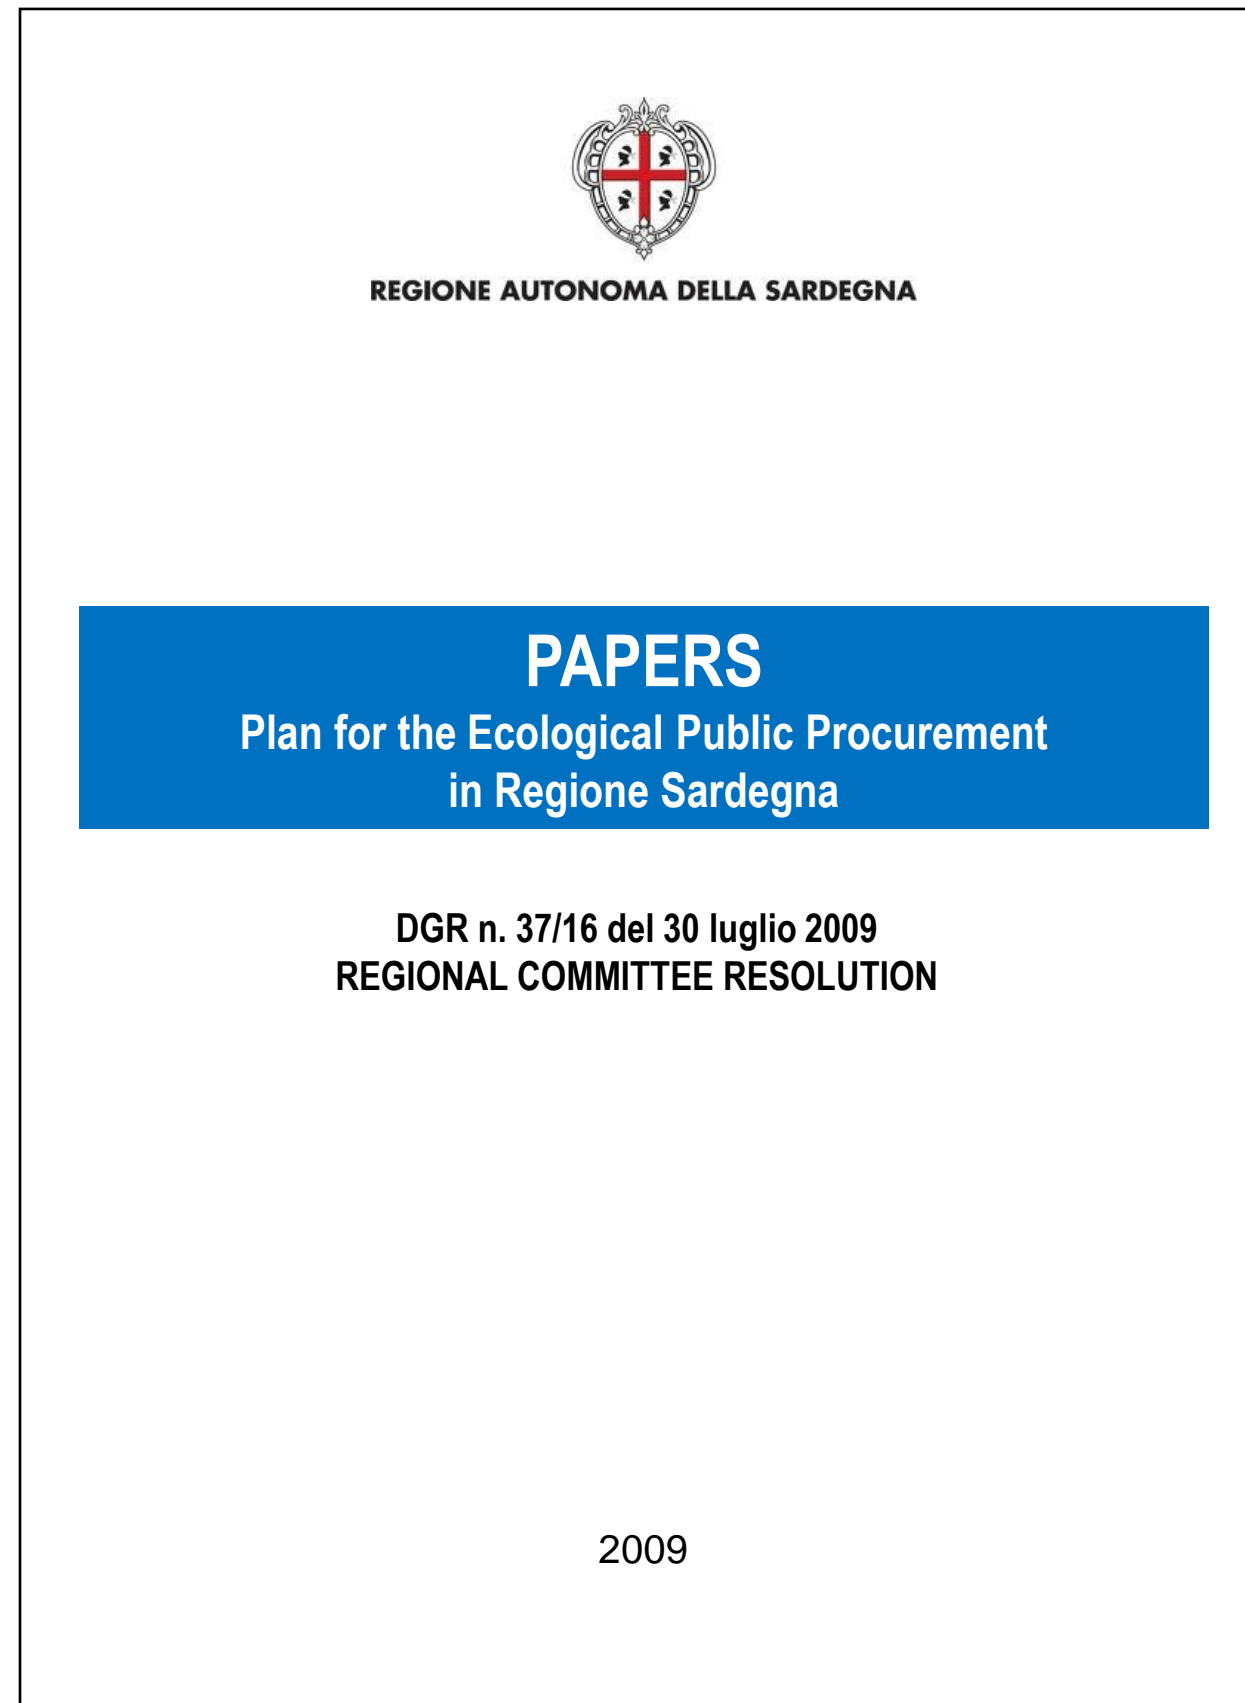 REGIONE AUTONOMA DELLA SARDEGNA
PAPERS
Plan for the Ecological Public Procurement
in Regione Sardegna
DGR n. 37/16 del 30 luglio 2009
REGIONAL COMMITTEE RESOLUTION
2009